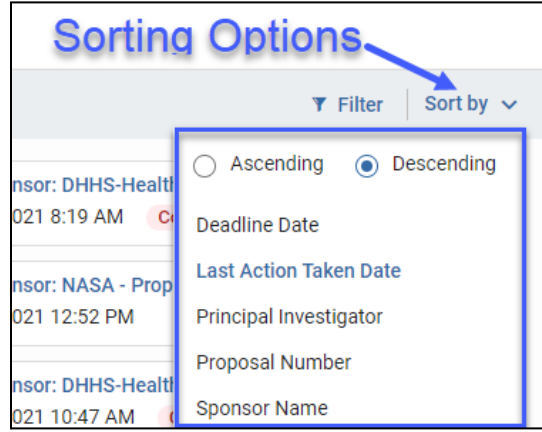 Sorting Options
Filter Sort by
Ascending Descending
Deadline Date
Last Action Taken Date
Principal Investigator
Proposal Number
Sponsor Name
nsor: DHHS-Healt
021 8:19 AM
nsor: NASA - Prop
021 12:52 PM
nsor: DHHS-Healt
021 10:47 AM